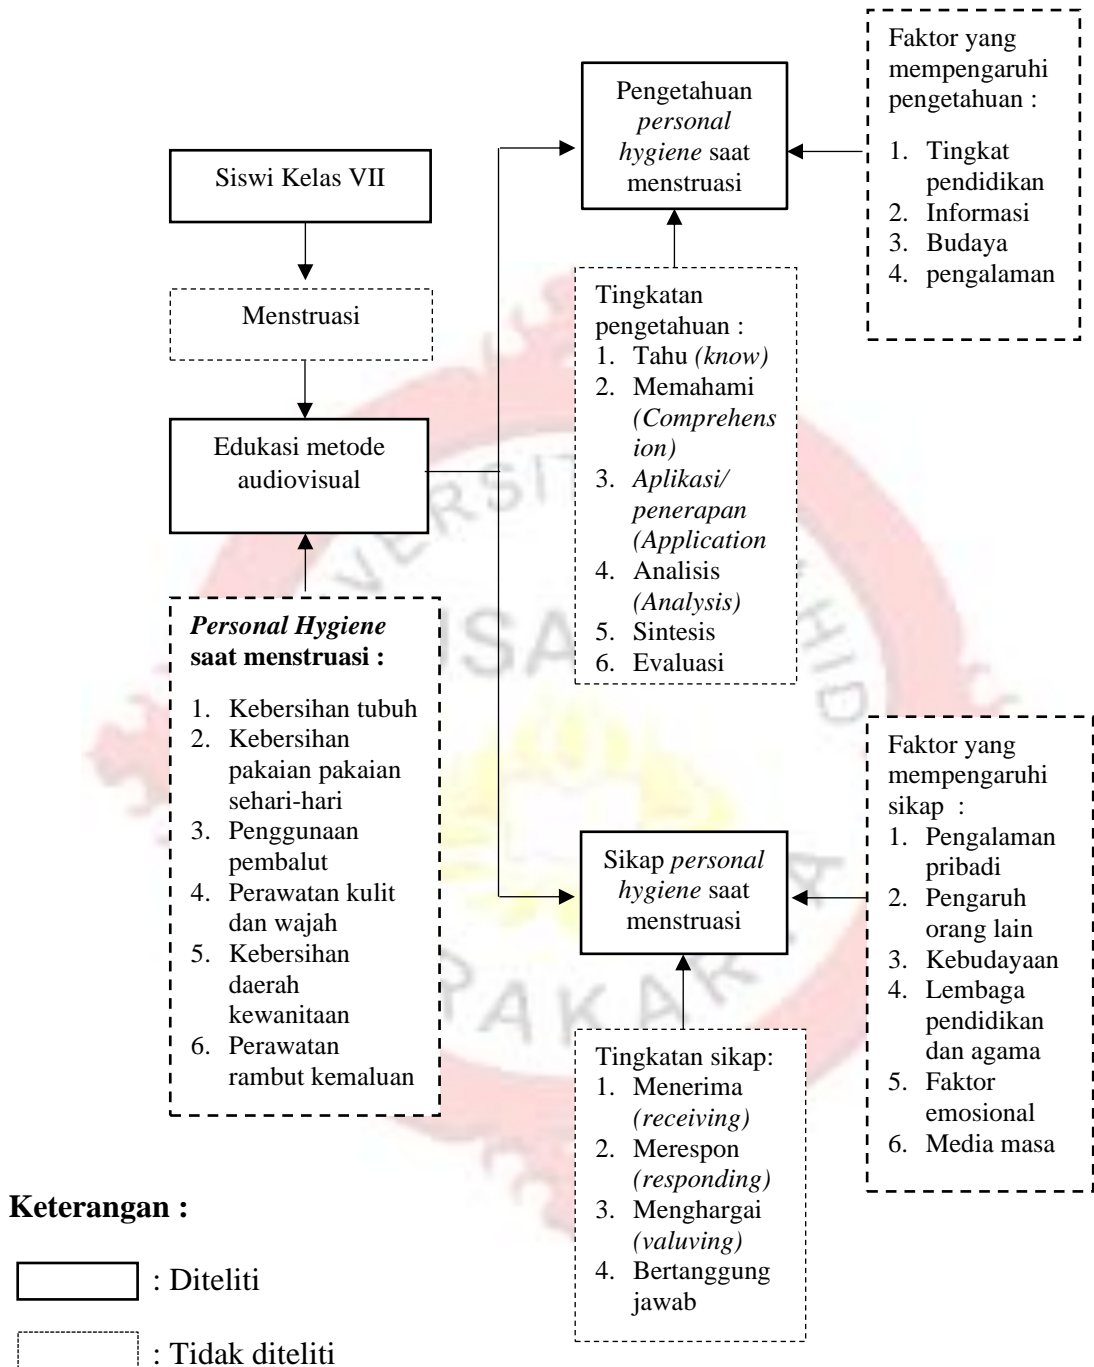 Siswi Kelas VII
Menstruasi
Edukasi metode
audiovisual
Personal Hygiene
saat menstruasi :
1. Kebersihan tubuh
2. Kebersihan
pakaian pakaian
sehari-hari
3. Penggunaan
pembalut
4. Perawatan kulit
dan wajah
5. Kebersihan
daerah
kewanitaan
6. Perawatan
rambut kemaluan
Pengetahuan
personal
hygiene saat
menstruasi
Tingkatan
pengetahuan :
1. Tahu (know)
2. Memahami
(Comprehens
ion)
3. Aplikasi/
penerapan
(Application
4. Analisis
(Analysis)
5. Sintesis
6. Evaluasi
Faktor yang
mempengaruhi
pengetahuan :
1. Tingkat
pendidikan
2. Informasi
3. Budaya
4. pengalaman
Sikap personal
hygiene saat
menstruasi
Tingkatan sikap:
1. Menerima
(receiving)
2. Merespon
(responding)
3. Menghargai
(valuving)
4. Bertanggung
jawab
Faktor yang
mempengaruhi
sikap :
1. Pengalaman
pribadi
2. Pengaruh
orang lain
3. Kebudayaan
4. Lembaga
pendidikan
dan agama
5. Faktor
emosional
6. Media masa
Keterangan :
: Diteliti
: Tidak diteliti